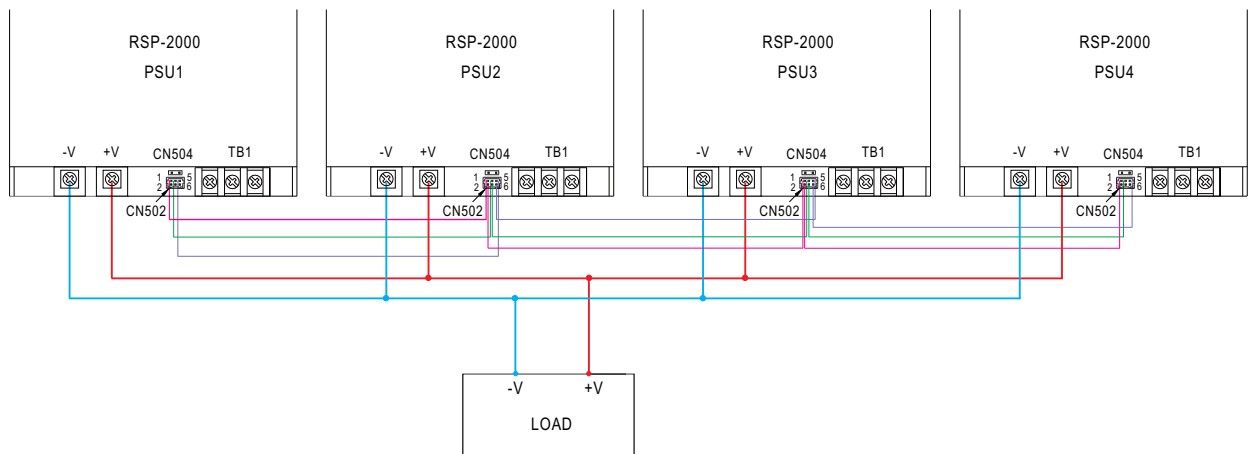 RSP-2000 RSP-2000 RSP-2000 RSP-2000
PSU1 PSU2 PSU3 PSU4
-V +V CN504 TB1 -V +V CN504 TB1 -V +V CN504 TB1 -V +V CN504 TB1
1 5 1 5 1 5 1 5
2 6 2 6 2 6 2 6
CN502 CN502 CN502 CN502
-V +V
LOAD